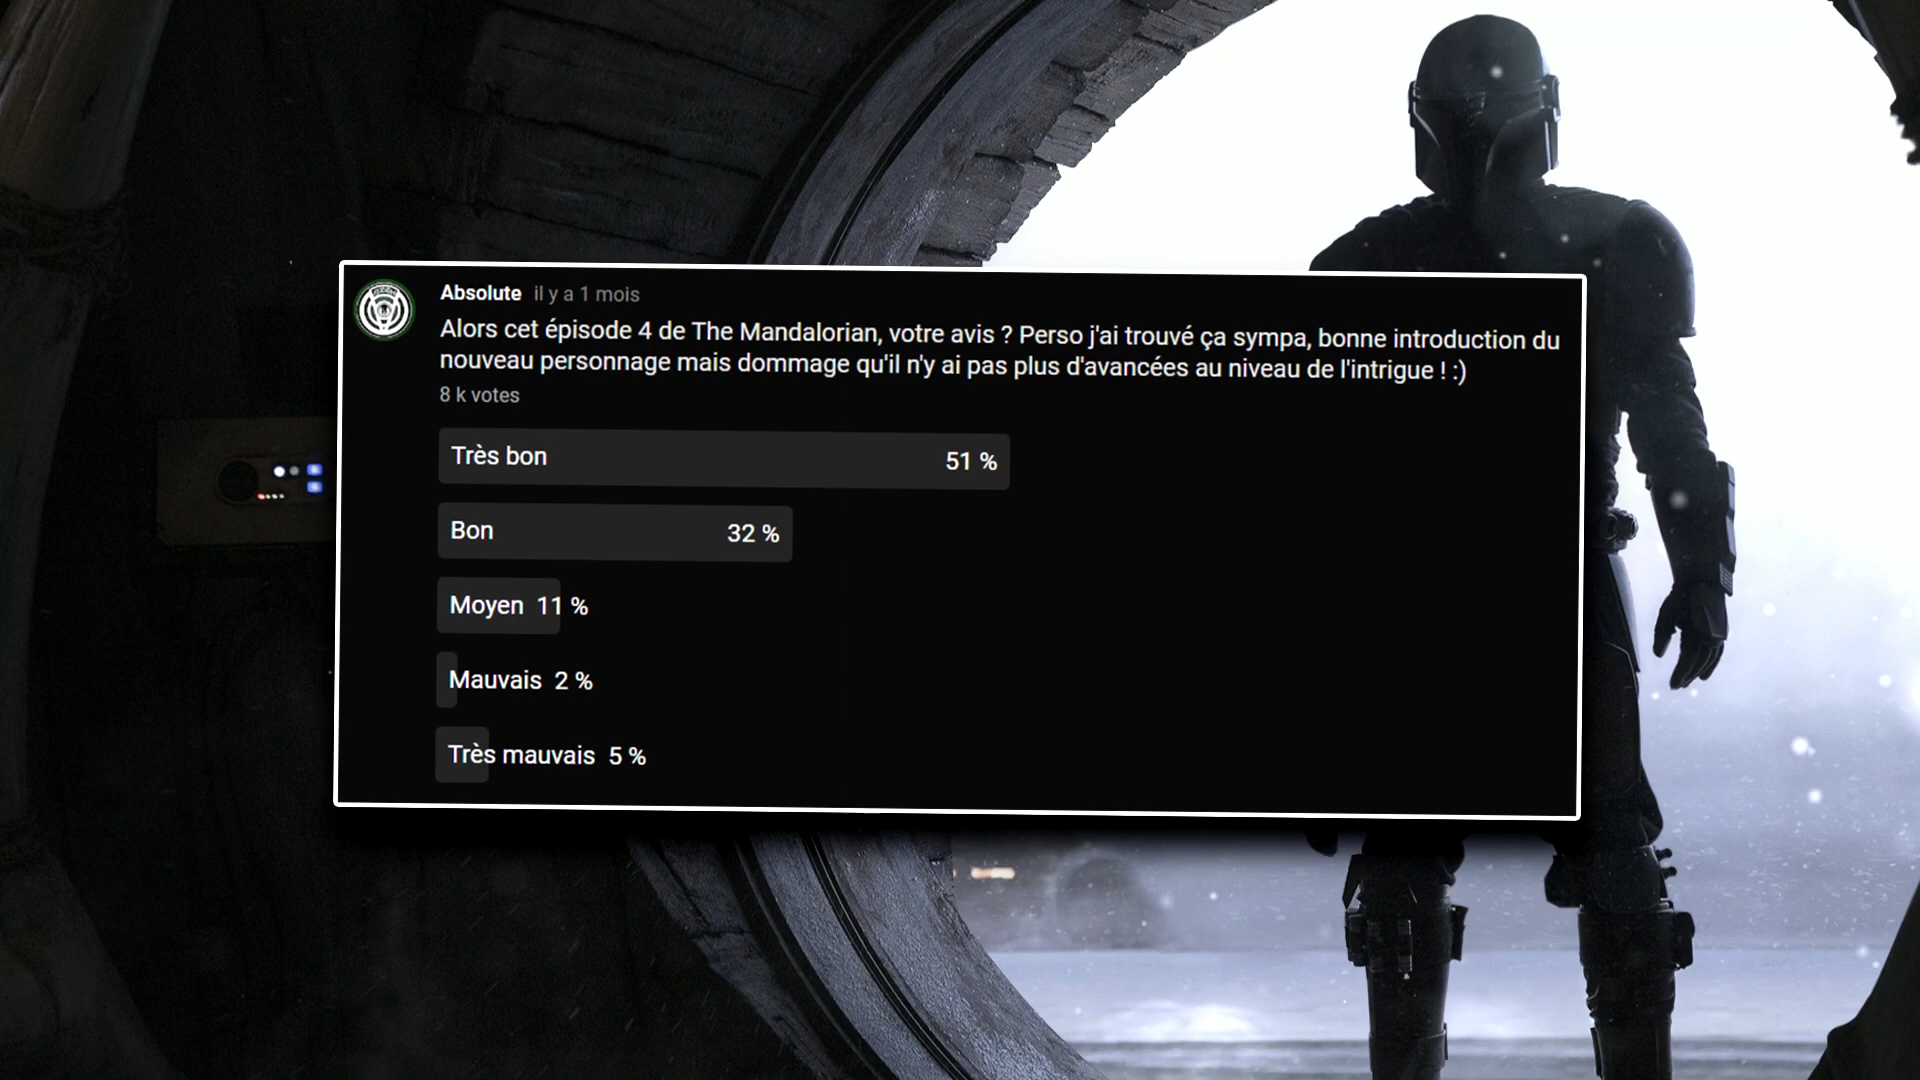 Absolute il y a 1 mois
Alors cet épisode 4 de The Mandalorian, votre avis ? Perso j'ai trouvé ça sympa, bonne introduction du
nouveau personnage mais dommage qu'il n'y ai pas plus d'avancées au niveau de l'intrigue ! :)
8 k votes
Très bon 51 %
Bon 32 %
Moyen 11 %
Mauvais 2 %
Très mauvais 5 %